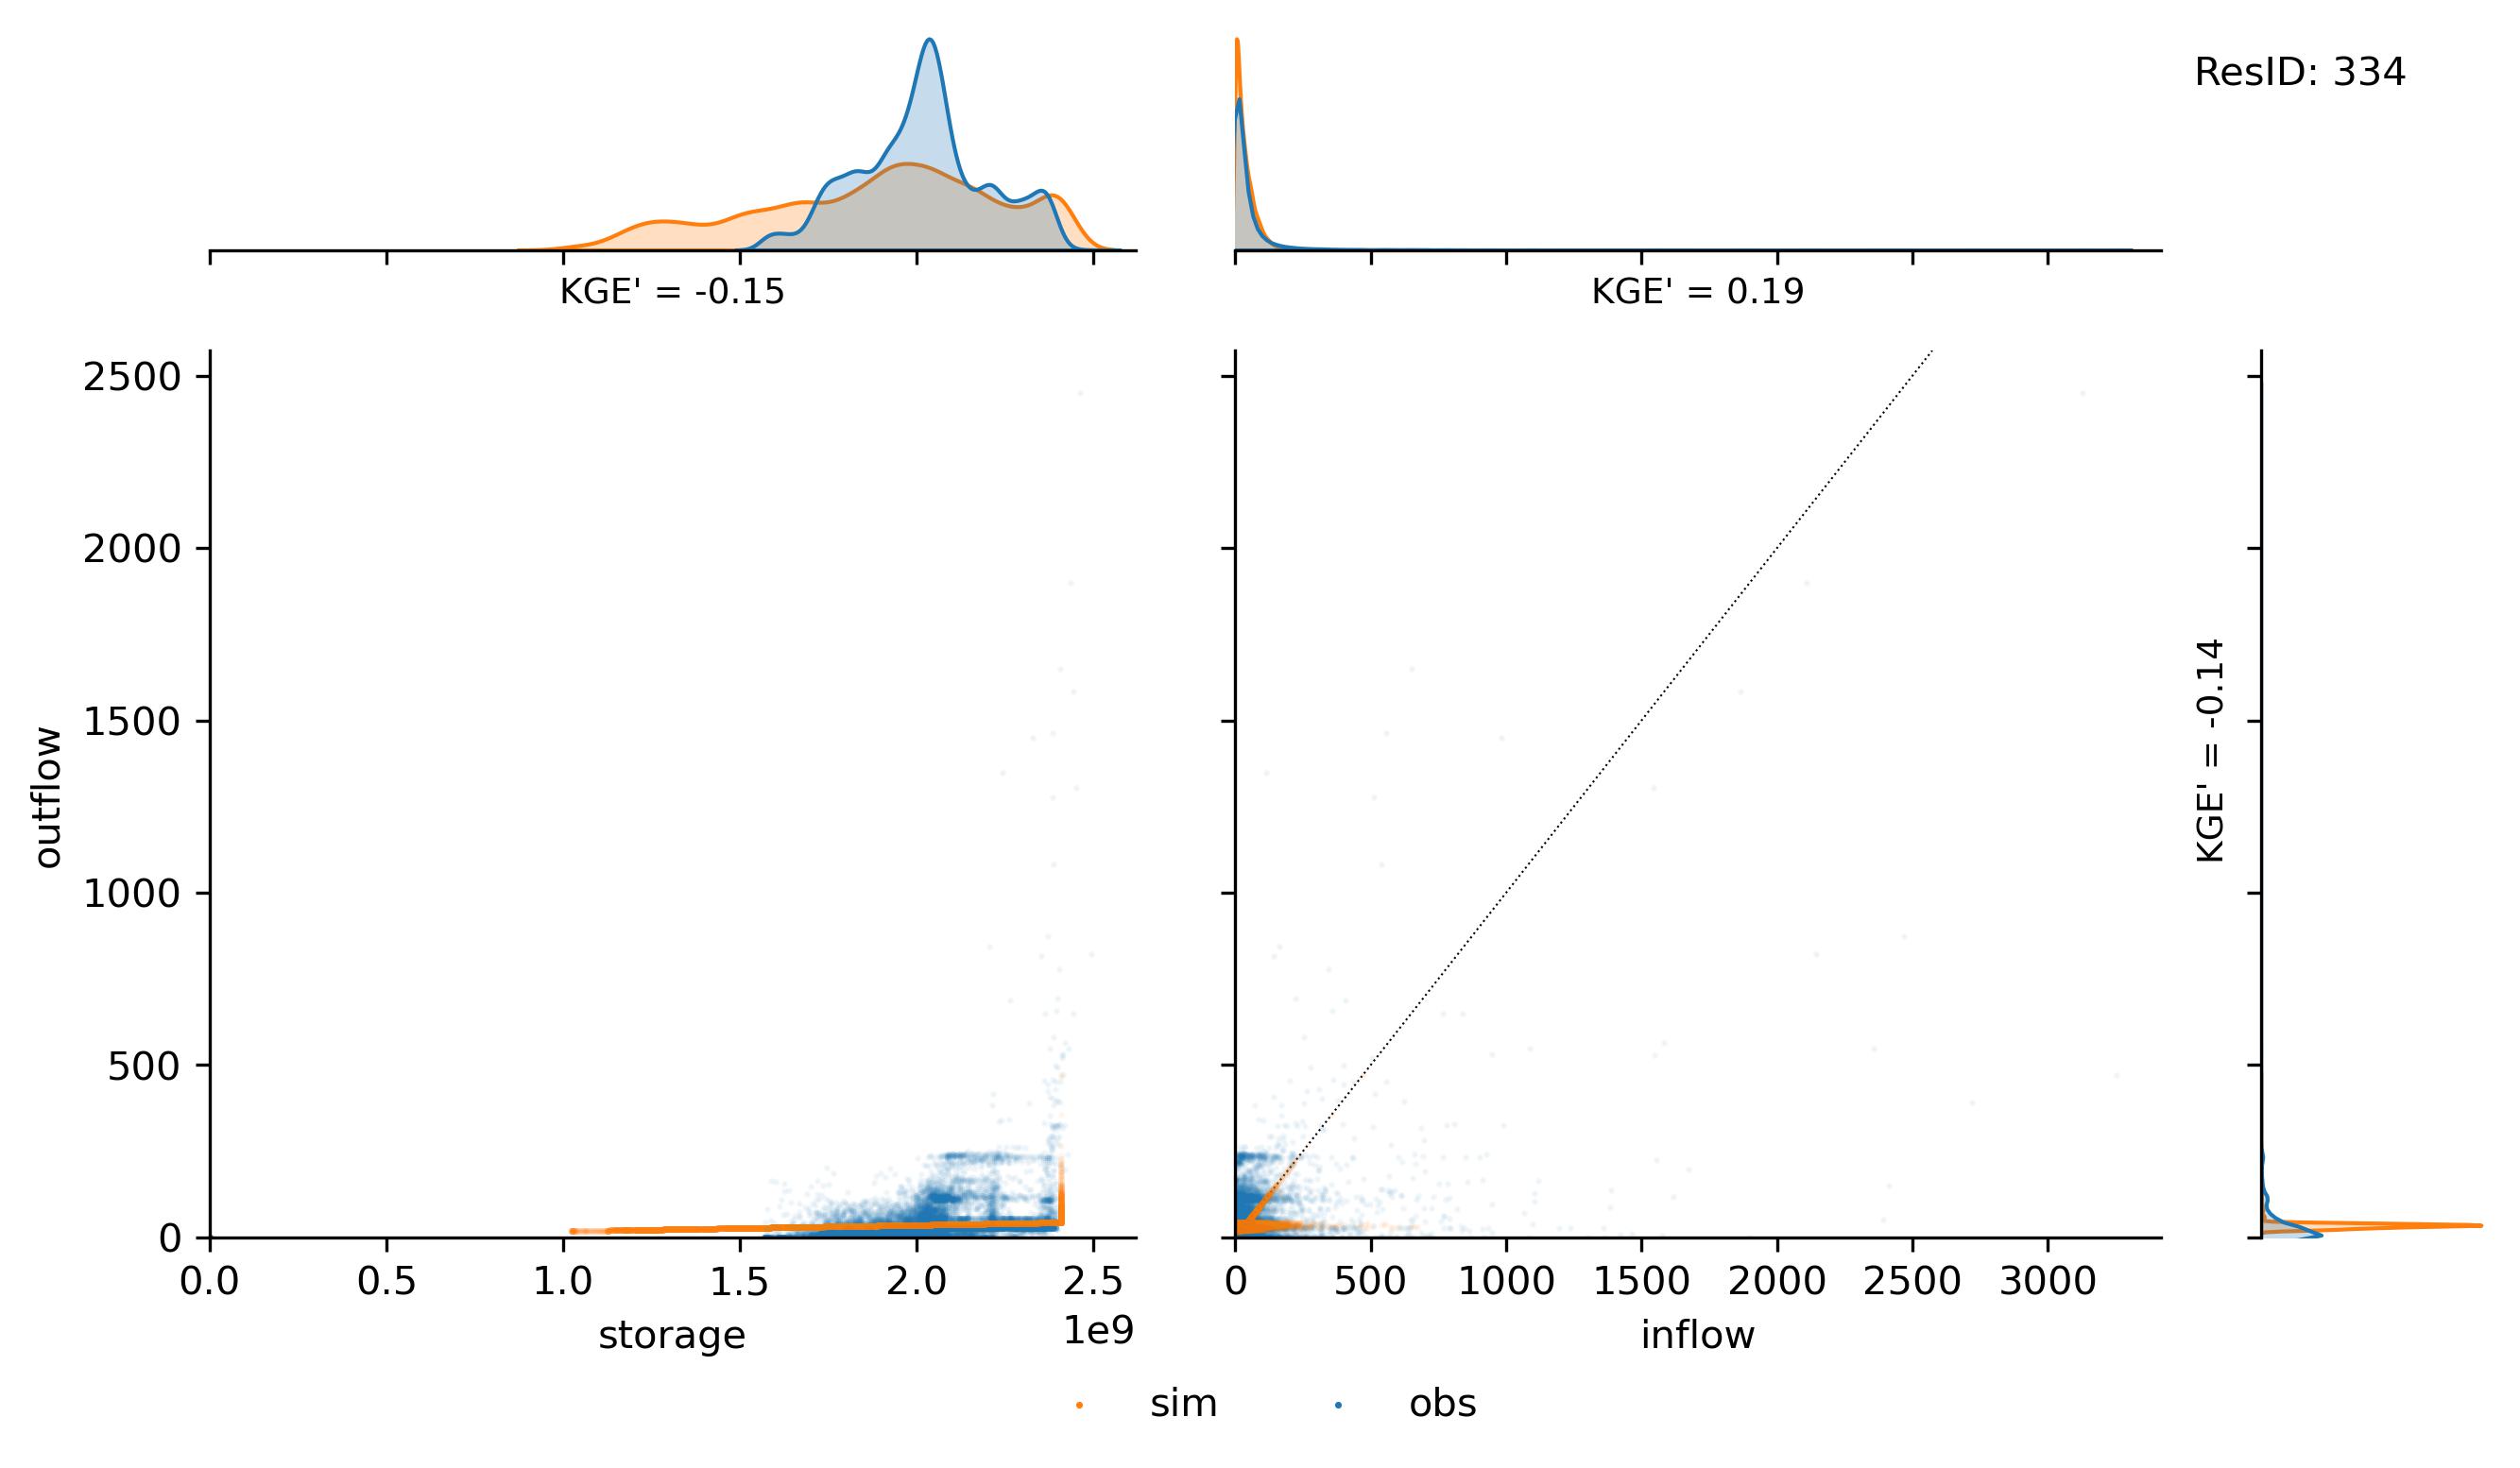 ResID: 334
KGE' = -0.15
KGE' = 0.19
2500
2000
1500
1000
500
0
outflow
KGE' = -0.14
0.0 0.5 1.0 1.5 2.0 2.5
1e9
storage
0 500 1000 1500 2000 2500 3000
inflow
sim obs